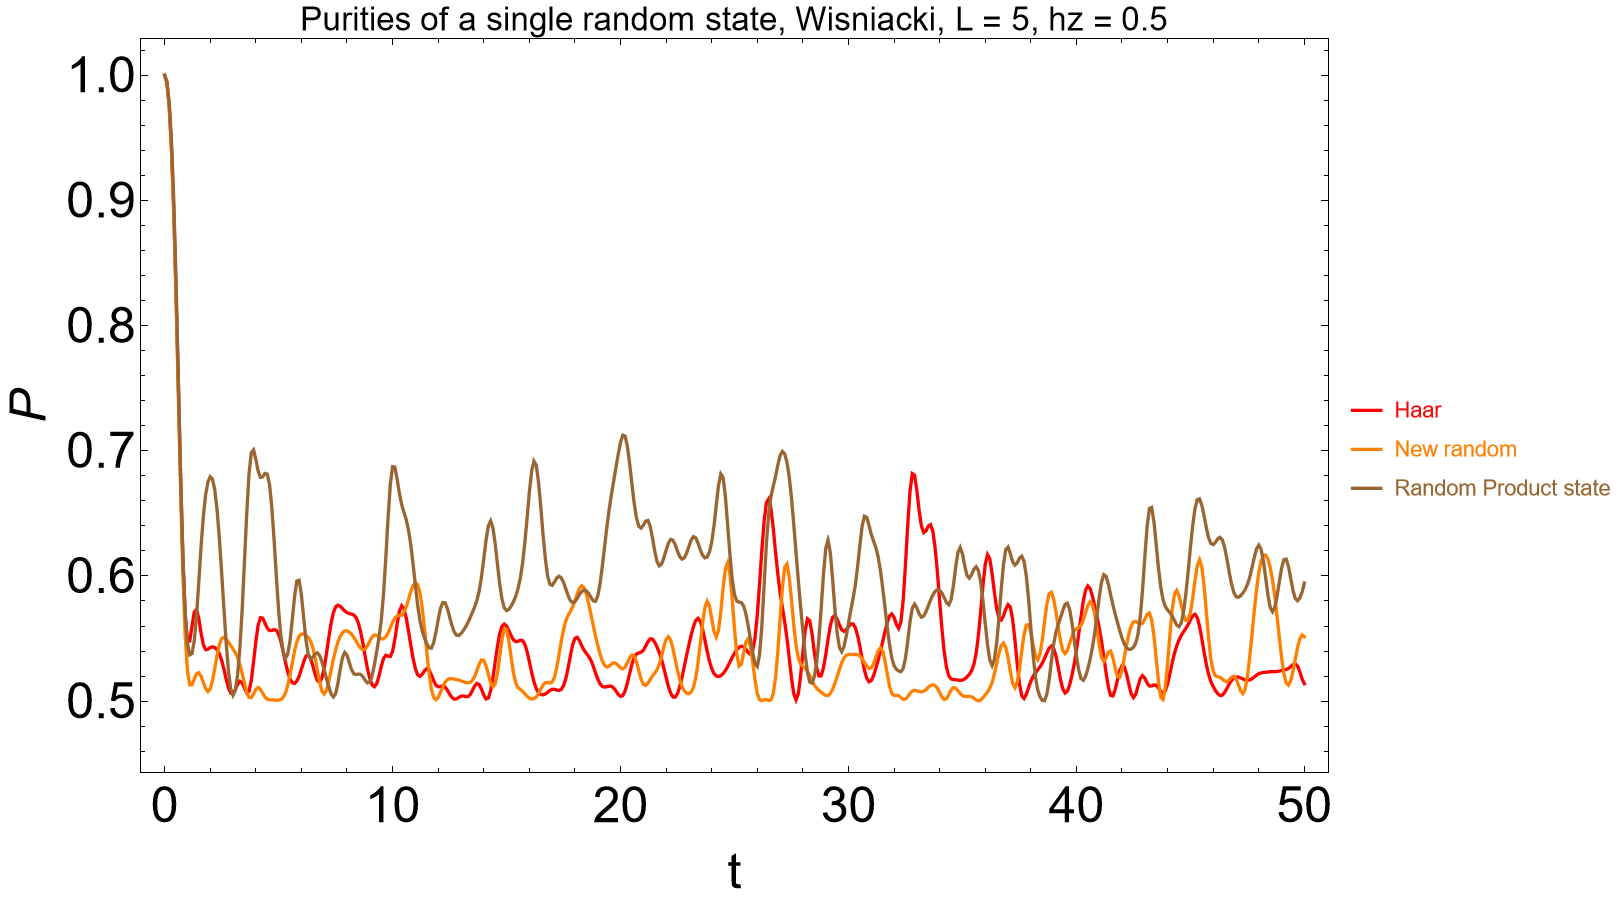 Purities of a single random state, Wisniacki, L = 5, hz = 0.5
1.0
0.9
0.8
0.7
0.6
0.5
P
0 10 20 30 40 50
t
Haar
New random
Random Product state